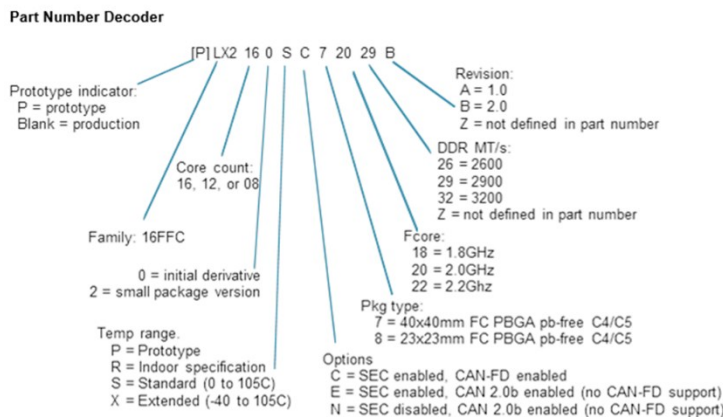 Part Number Decoder
[P] LX2 16 0 S C 7 20 29 B
Prototype indicator:
P = prototype
Blank = production
Revision:
A = 1.0
B = 2.0
Z = not defined in part number
DDR MT/s:
26 = 2600
29 = 2900
32 = 3200
Z = not defined in part number
Core count:
16, 12, or 08
Family: 16FFC
Fcore:
18 = 1.8GHz
20 = 2.0GHz
22 = 2.2Ghz
0 = initial derivative
2 = small package version
Pkg type:
7 = 40x40mm FC PBGA pb-free C4/C5
8 = 23x23mm FC PBGA pb-free C4/C5
Temp range.
P = Prototype
R = Indoor specification
S = Standard (0 to 105C)
X = Extended (-40 to 105C)
Options
C = SEC enabled, CAN-FD enabled
E = SEC enabled, CAN 2.0b enabled (no CAN-FD support)
N = SEC disabled, CAN 2.0b enabled (no CAN-FD support)